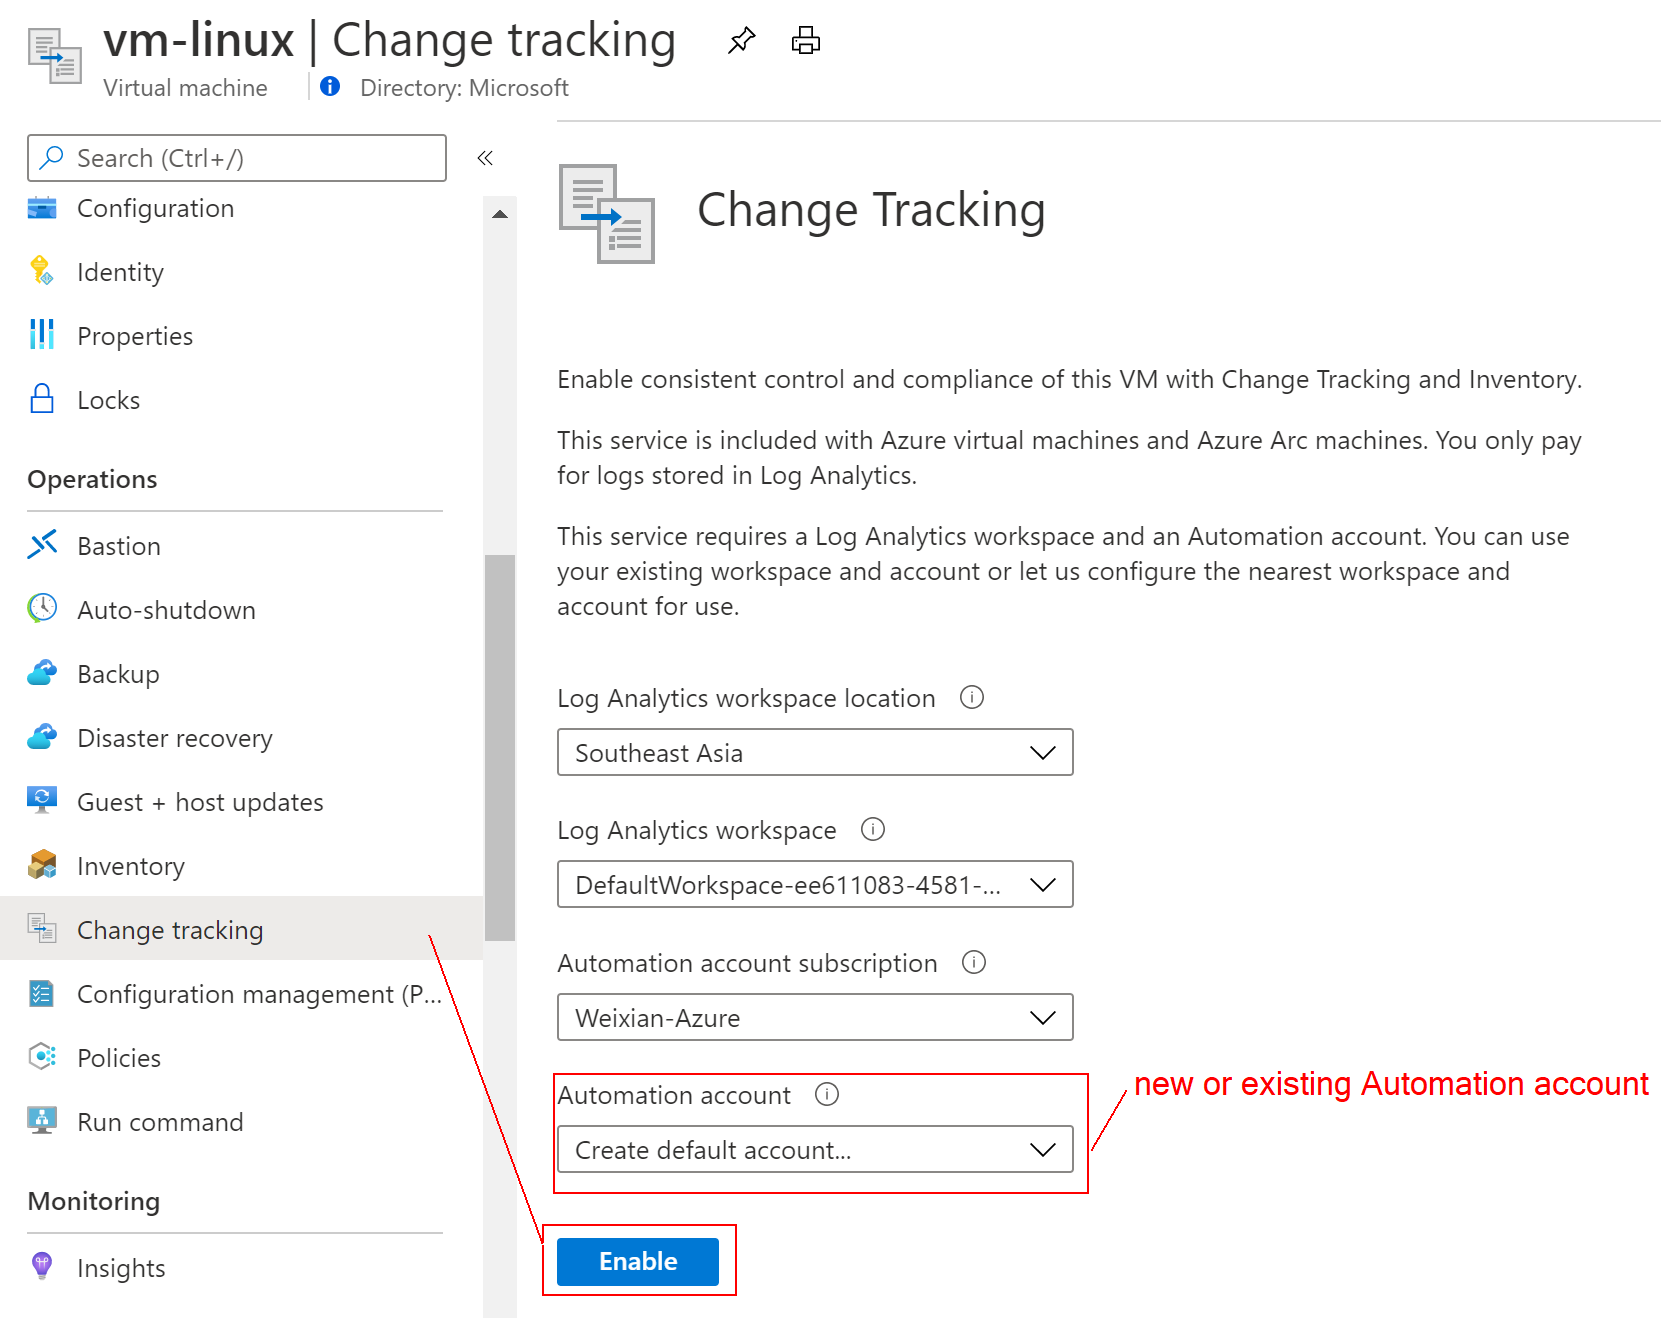 vm-linux | Change tracking
Virtual machine
Directory: Microsoft
Search (Ctrl+/)
«
Configuration
Identity
Properties
Locks
Operations
Bastion
Auto-shutdown
Backup
Disaster recovery
Guest + host updates
Inventory
Change tracking
Configuration management (P...
Policies
Run command
Monitoring
Insights
Change Tracking
Enable consistent control and compliance of this VM with Change Tracking and Inventory.
This service is included with Azure virtual machines and Azure Arc machines. You only pay
for logs stored in Log Analytics.
This service requires a Log Analytics workspace and an Automation account. You can use
your existing workspace and account or let us configure the nearest workspace and
account for use.
Log Analytics workspace location
Southeast Asia
Log Analytics workspace
DefaultWorkspace-ee611083-4581-...
Automation account subscription
Weixian-Azure
Automation account
Create default account...
new or existing Automation account
Enable